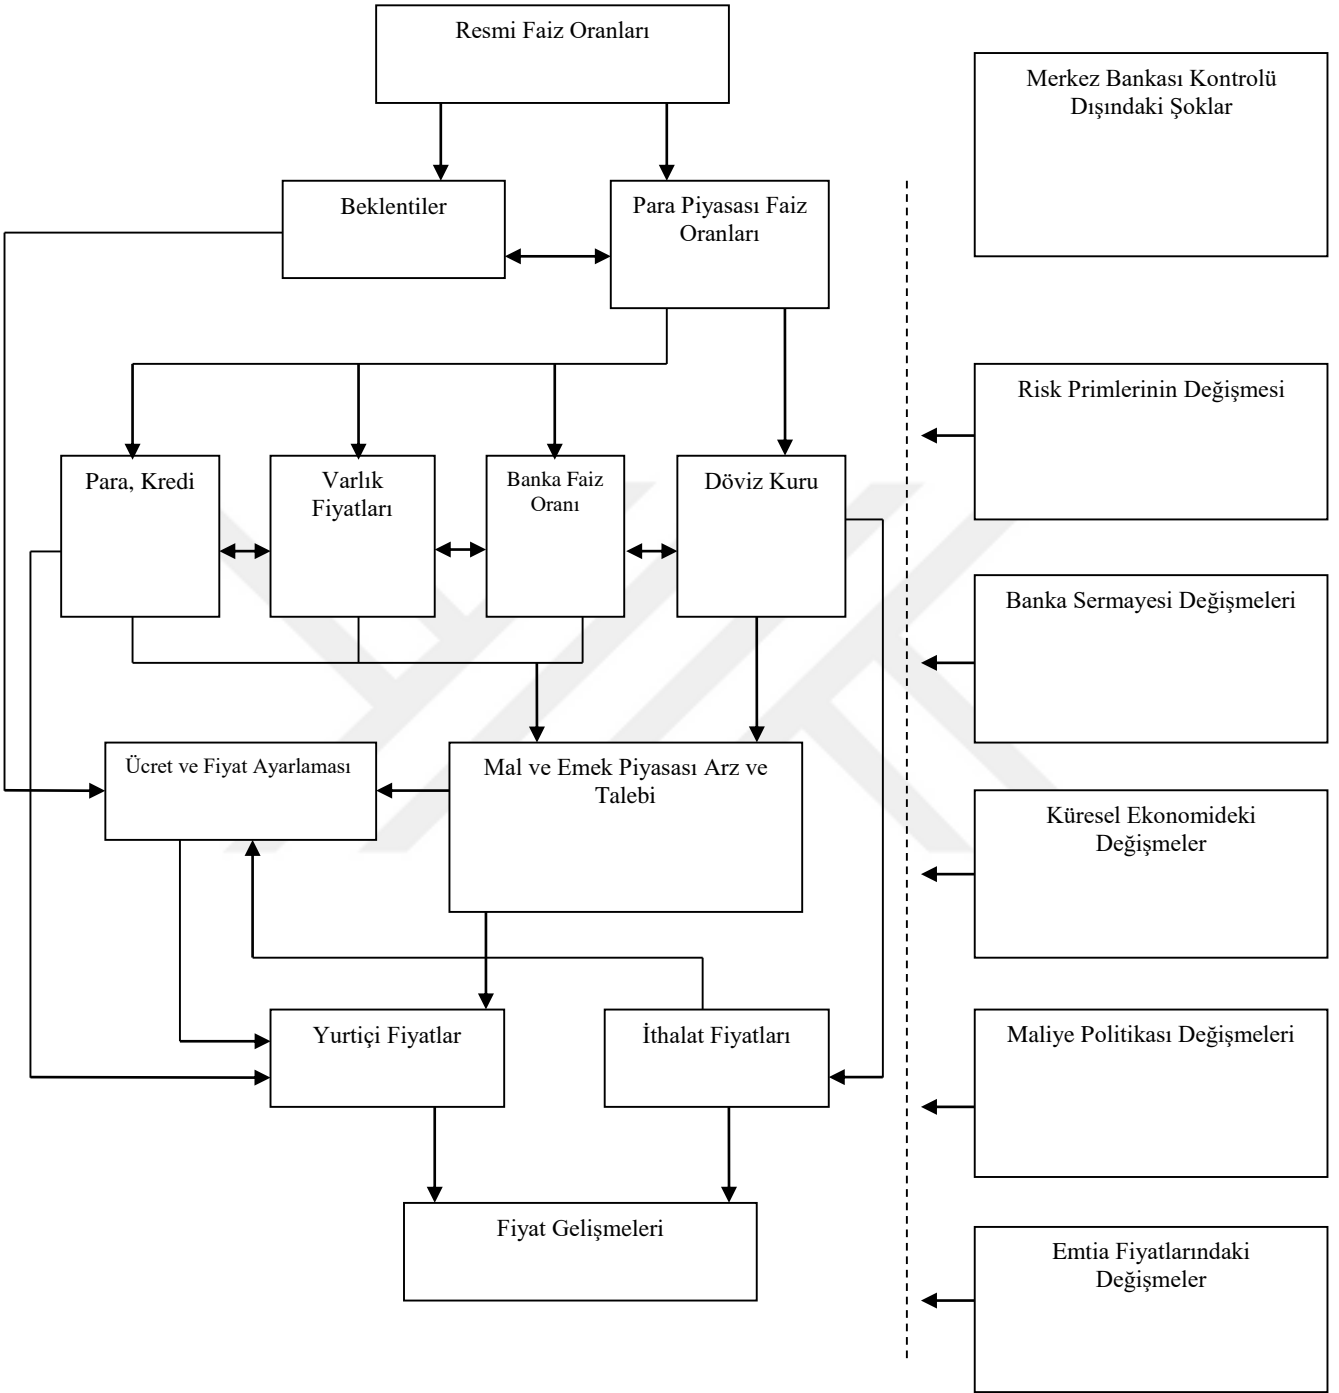 Resmi Faiz Oranları
Merkez Bankası Kontrolü
Dışındaki Şoklar
Beklentiler
Para Piyasası Faiz
Oranları
Risk Primlerinin Değişmesi
Para, Kredi
Varlık
Fiyatları
Banka Faiz
Oranı
Döviz Kuru
Banka Sermayesi Değişmeleri
Ücret ve Fiyat Ayarlaması
Mal ve Emek Piyasası Arz ve
Talebi
Küresel Ekonomideki
Değişmeler
Yurtiçi Fiyatlar
İthalat Fiyatları
Maliye Politikası Değişmeleri
Fiyat Gelişmeleri
Emtia Fiyatlarındaki
Değişmeler